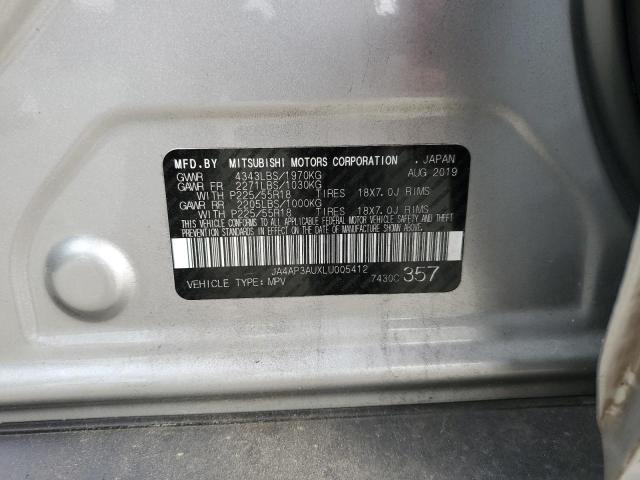 MFD.BY MITSUBISHI MOTORS CORPORATION .JAPAN
GVWR 4343LBS/1970KG AUG 2019
GAWR FR 2271LBS/1030KG
WITH P225/55R18 TIRES 18X7.0J RIMS
GAWR RR 2205LBS/1000KG
WITH P225/55R18 TIRES 18X7.0J RIMS
THIS VEHICLE CONFORMS TO ALL APPLICABLE FEDERAL MOTOR VEHICLE SAFETY, BUMPER, AND THEFT
PREVENTION STANDARDS IN EFFECT ON THE DATE OF MANUFACTURE SHOWN ABOVE.
JA4AP3AUXLU005412
VEHICLE TYPE:MPV 7430C 357